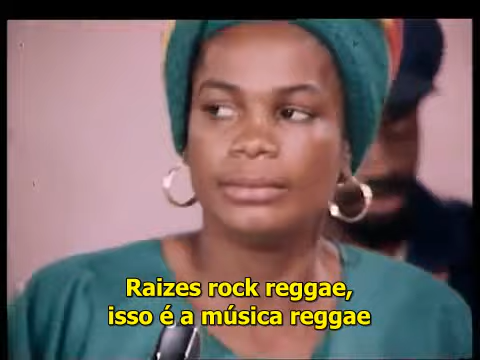 Raizes rock reggae,
isso é a música reggae